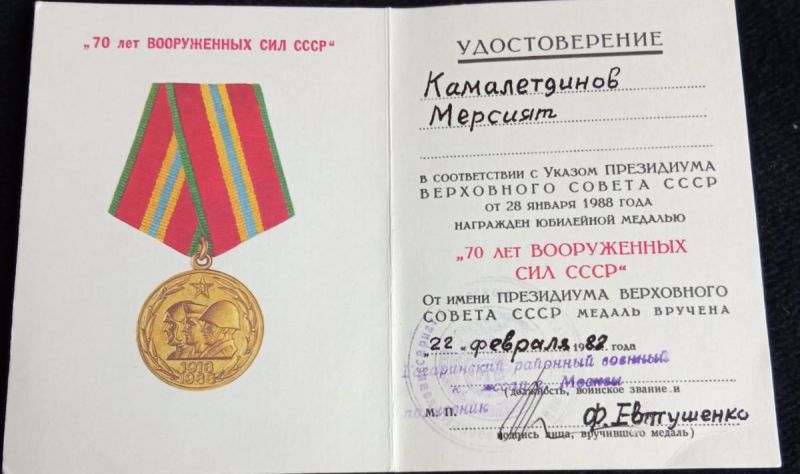 „70 лет ВООРУЖЕННЫХ СИЛ СССР“
1918
1988
УДОСТОВЕРЕНИЕ
Камалетдинов
Мерсият
В СООТВЕТСТВИИ С УКАЗОМ ПРЕЗИДИУМА
ВЕРХОВНОГО СОВЕТА СССР
ОТ 28 ЯНВАРЯ 1988 ГОДА
НАГРАЖДЕН ЮБИЛЕЙНОЙ МЕДАЛЬЮ
„70 ЛЕТ ВООРУЖЕННЫХ
СИЛ СССР“
ОТ ИМЕНИ ПРЕЗИДИУМА ВЕРХОВНОГО
СОВЕТА СССР МЕДАЛЬ ВРУЧЕНА
„22 „ февраля 19 года
районный военный
Москвы
(должность, воинское звание и
М. П. Ф. Евтушенко
подпись лица, вручившего медаль)